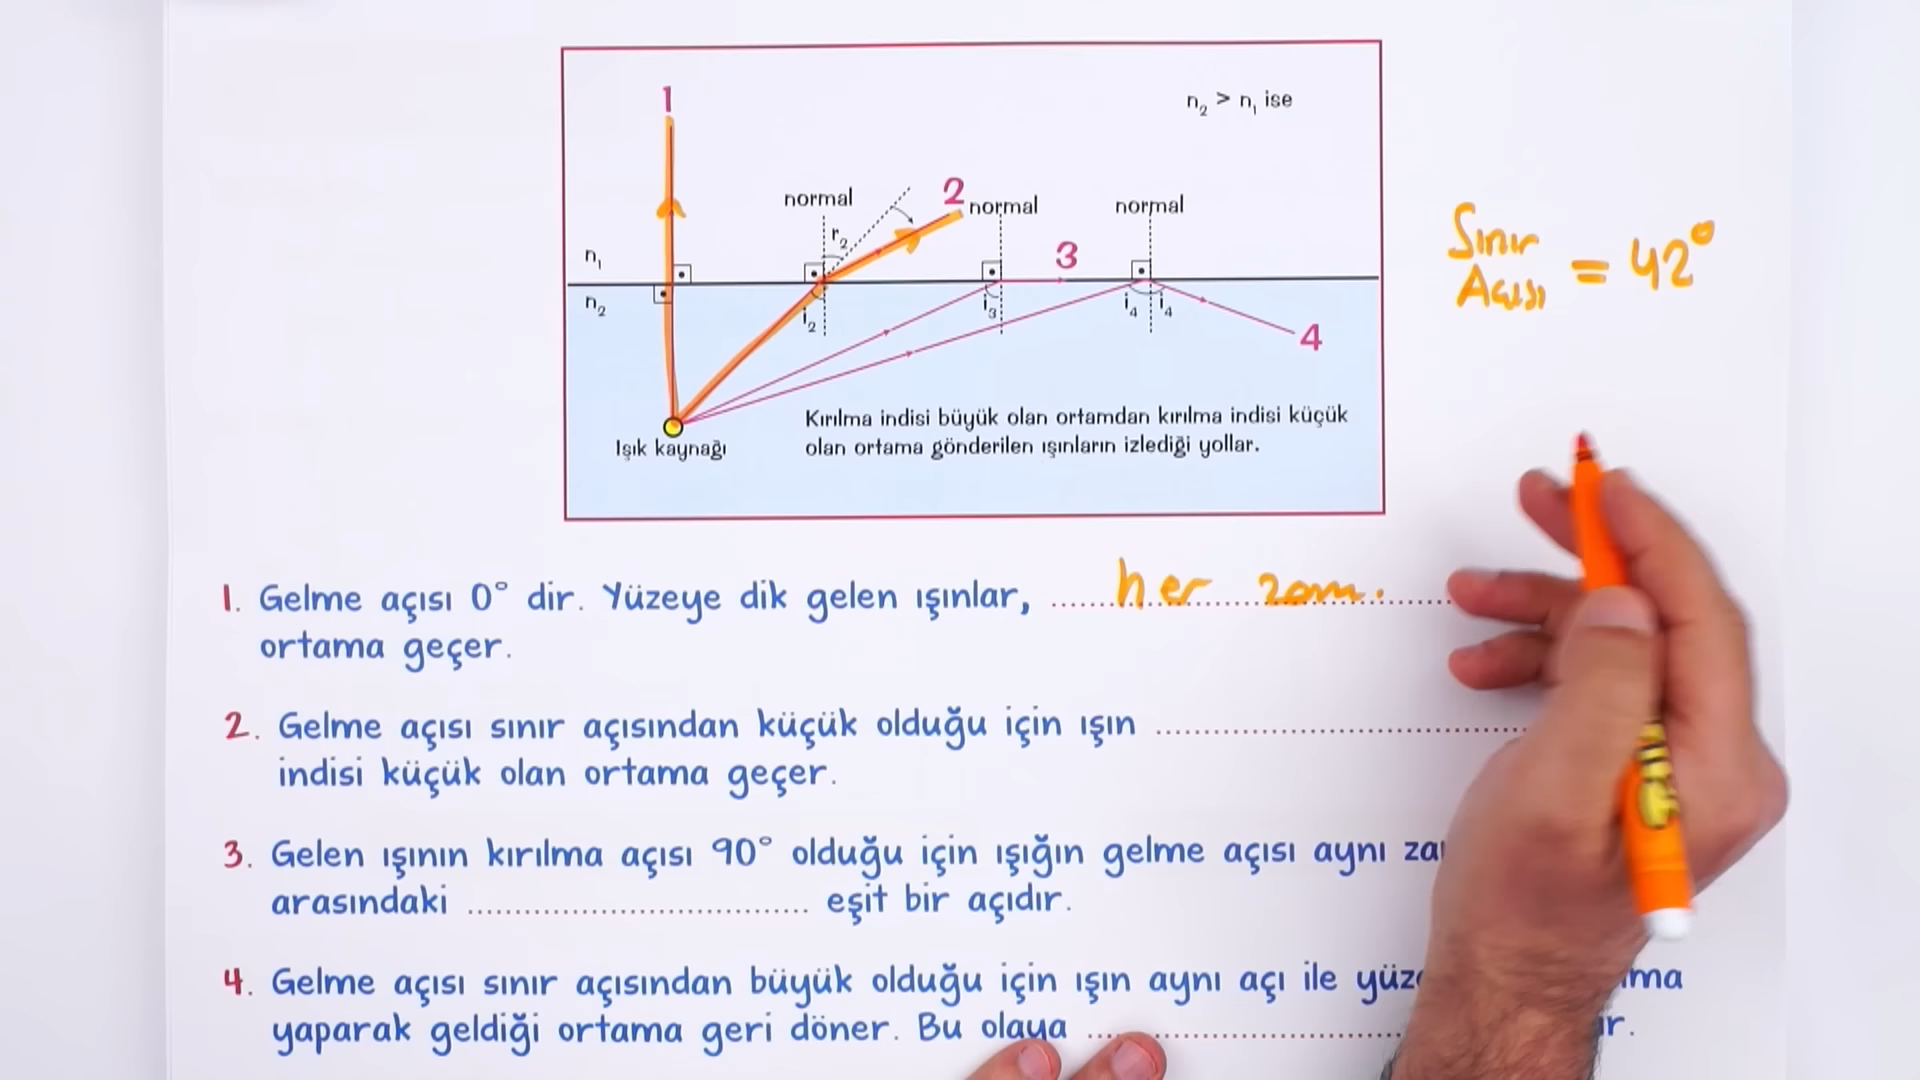 1
n₂ > n₁ ise
normal
2
normal
normal
r₂
3
n₁
n₂
i₂
i₃
i₄
i₄
4
Işık kaynağı
Kırılma indisi büyük olan ortamdan kırılma indisi küçük
olan ortama gönderilen ışınların izlediği yollar.
Sınır
Açısı = 42°
1. Gelme açısı 0° dir. Yüzeye dik gelen ışınlar, her zam.
ortama geçer.
2. Gelme açısı sınır açısından küçük olduğu için ışın
indisi küçük olan ortama geçer.
3. Gelen ışının kırılma açısı 90° olduğu için ışığın gelme açısı aynı
arasındaki eşit bir açıdır.
4. Gelme açısı sınır açısından büyük olduğu için ışın aynı açı ile
yaparak geldiği ortama geri döner. Bu olaya